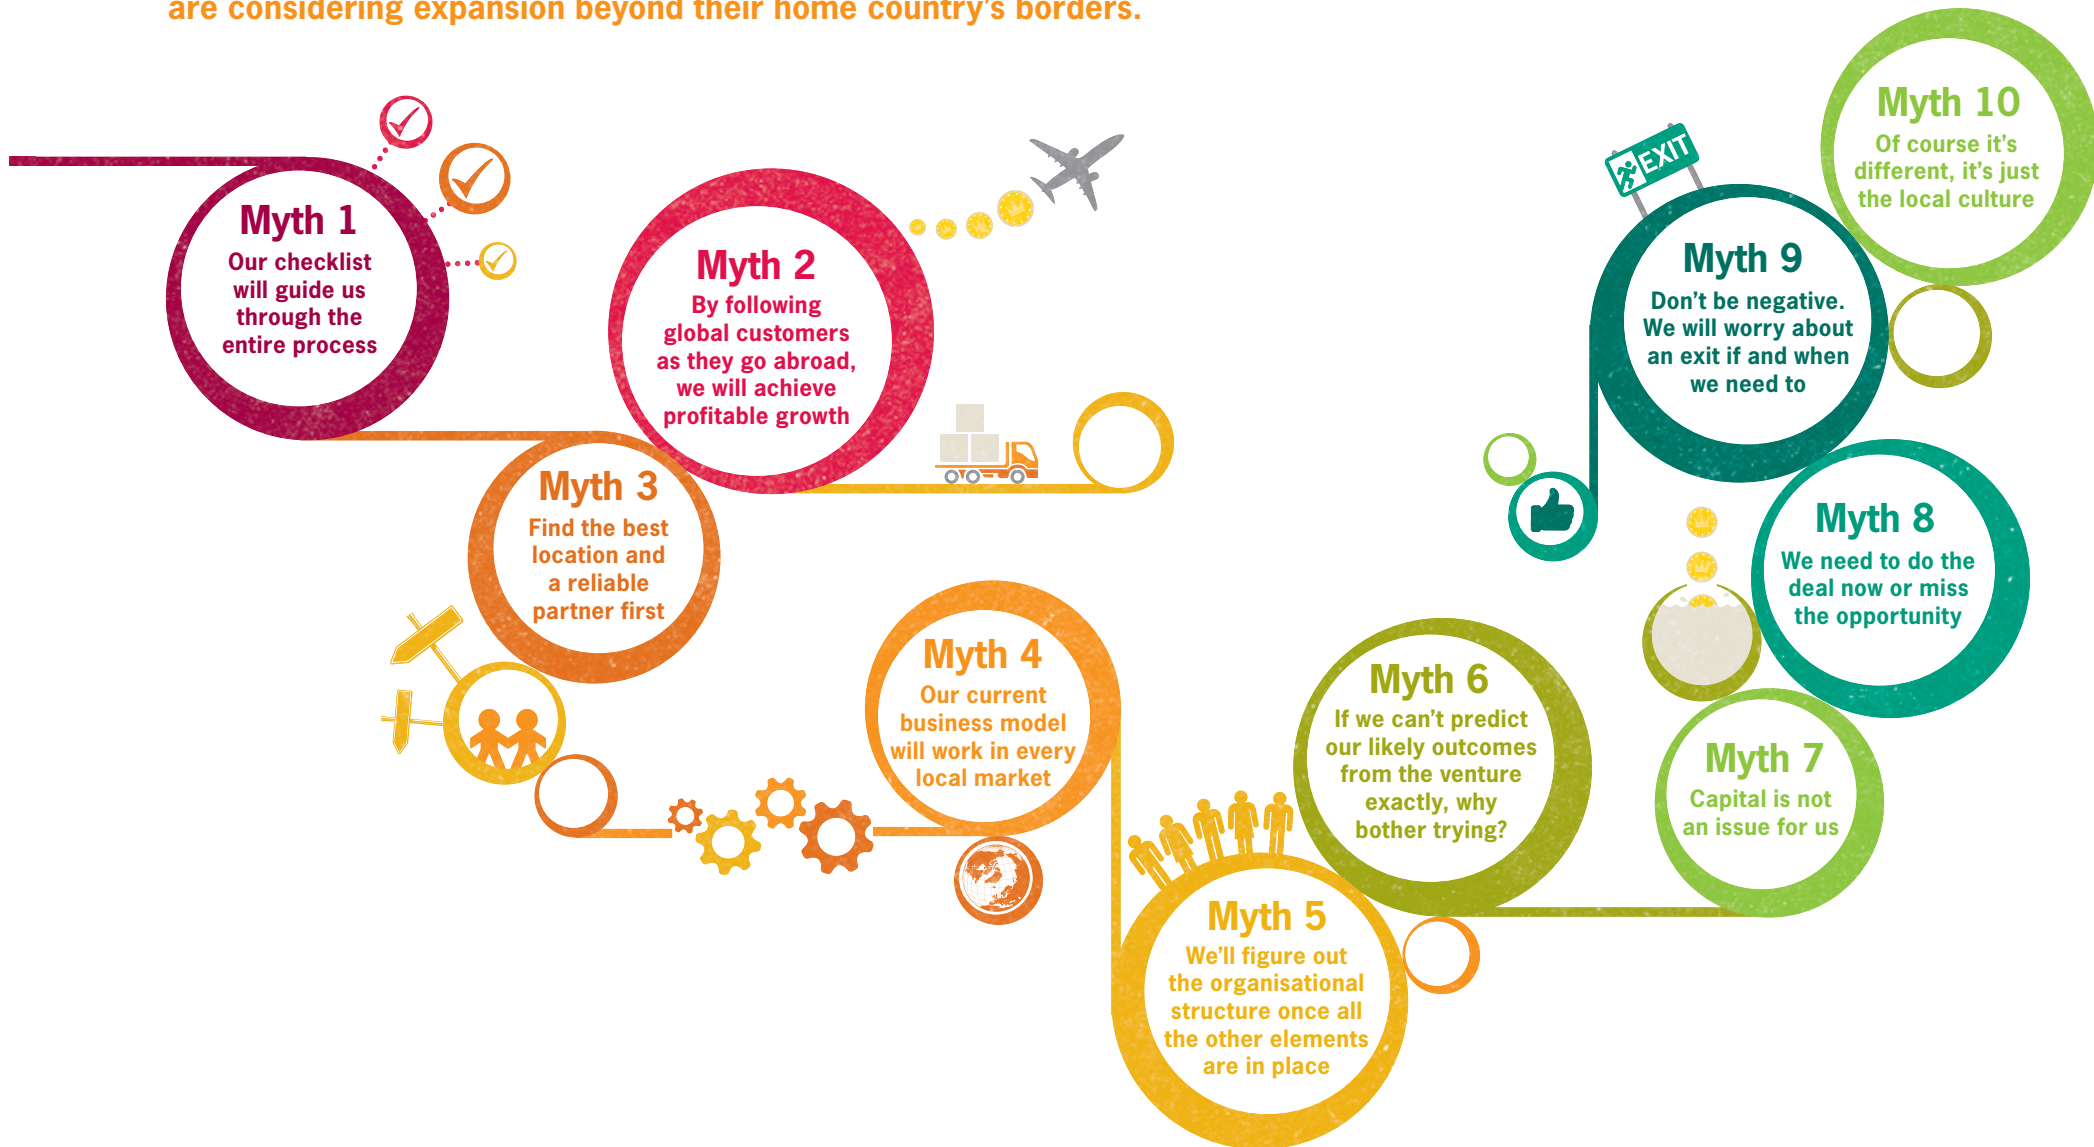 are considering expansion beyond their home country's borders.
Myth 1
Our checklist
will guide us
through the
entire process
Myth 2
By following
global customers
as they go abroad,
we will achieve
profitable growth
Myth 3
Find the best
location and
a reliable
partner first
Myth 4
Our current
business model
will work in every
local market
Myth 5
We'll figure out
the organisational
structure once all
the other elements
are in place
Myth 6
If we can't predict
our likely outcomes
from the venture
exactly, why
bother trying?
Myth 7
Capital is not
an issue for us
Myth 8
We need to do the
deal now or miss
the opportunity
EXIT
Myth 9
Don't be negative.
We will worry about
an exit if and when
we need to
Myth 10
Of course it's
different, it's just
the local culture